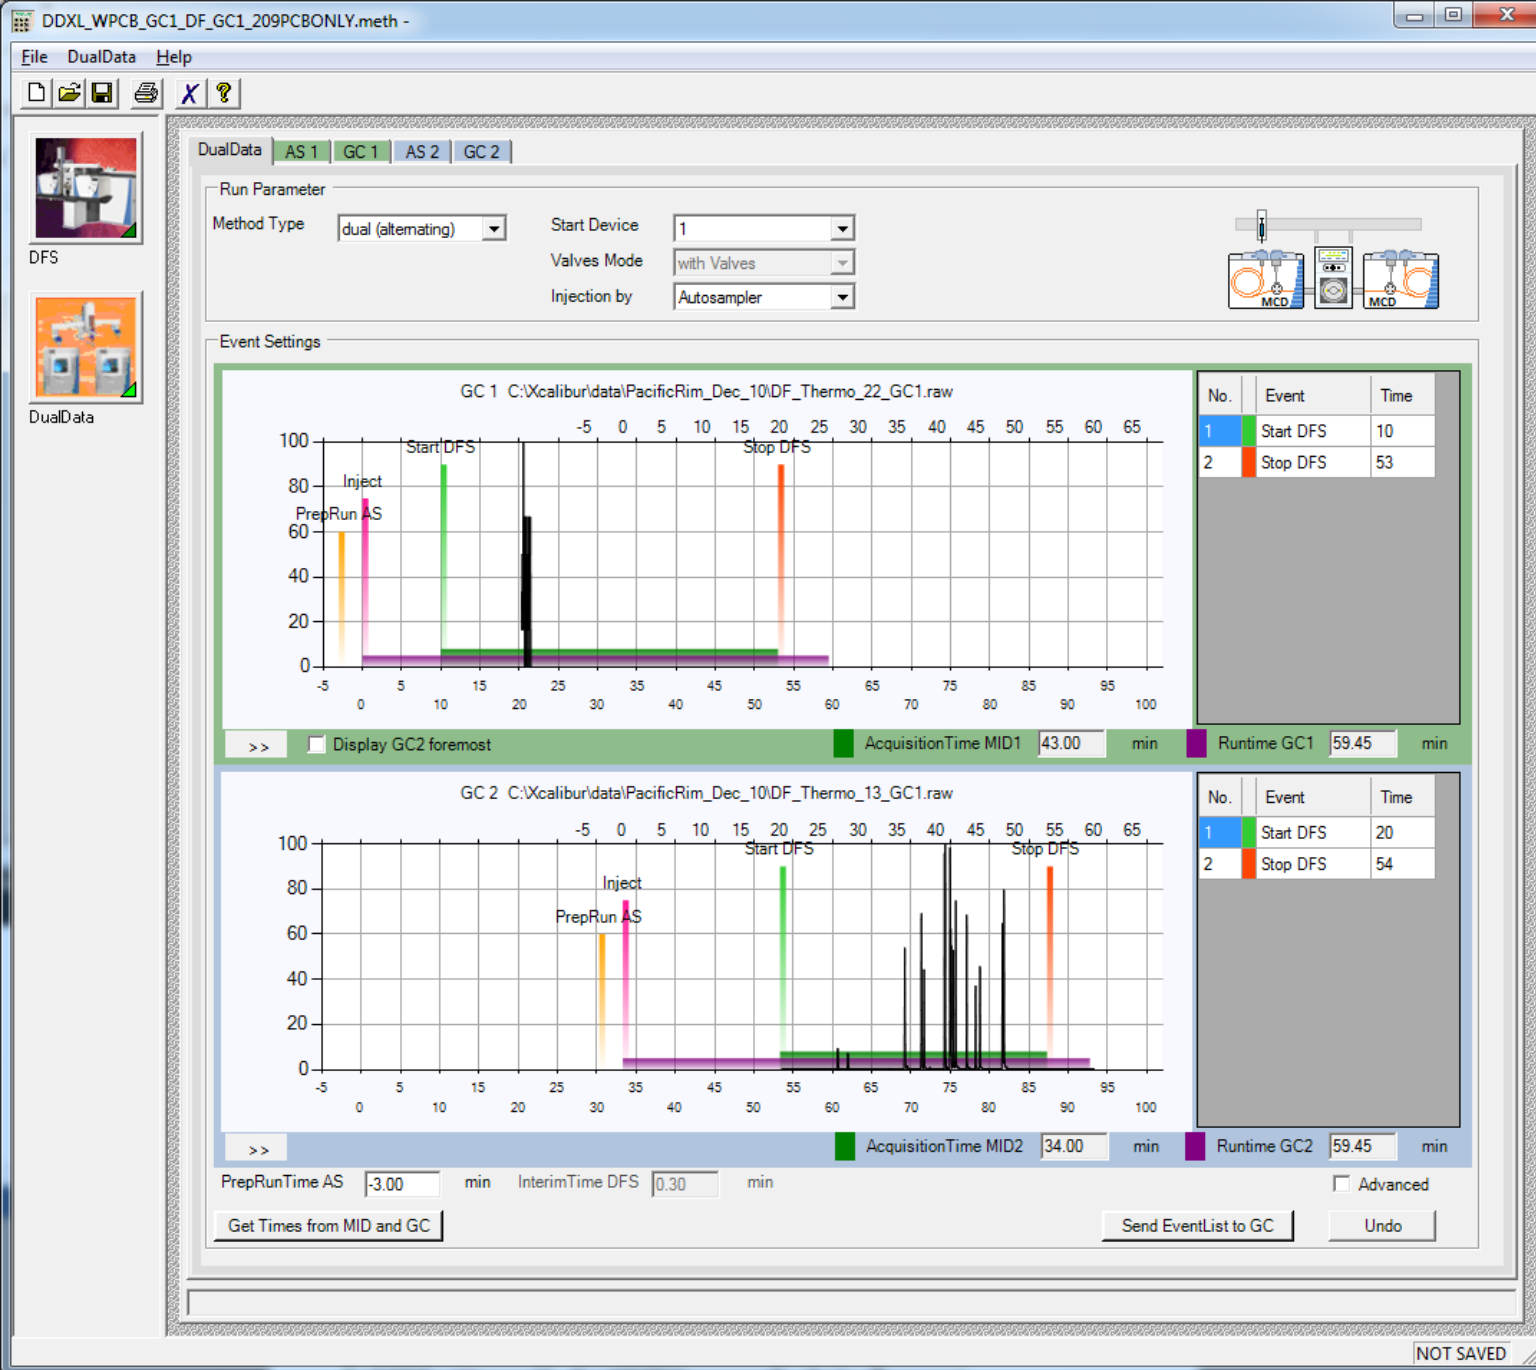 DDXL_WPCB_GC1_DF_GC1_209PCBONLY.meth -
File DualData Help
DFS
DualData
DualData AS 1 GC 1 AS 2 GC 2
Run Parameter
Method Type dual (alternating) Start Device 1
Valves Mode with Valves
Injection by Autosampler
MCD MCD
Event Settings
GC 1 C:\Xcalibur\data\PacificRim_Dec_10\DF_Thermo_22_GC1.raw
-5 0 5 10 15 20 25 30 35 40 45 50 55 60 65
100 80 60 40 20 0
Start DFS Stop DFS
Inject
PrepRun AS
-5 5 15 25 35 45 55 65 75 85 95
0 10 20 30 40 50 60 70 80 90 100
No. Event Time
1 Start DFS 10
2 Stop DFS 53
>> Display GC2 foremost AcquisitionTime MID1 43.00 min Runtime GC1 59.45 min
GC 2 C:\Xcalibur\data\PacificRim_Dec_10\DF_Thermo_13_GC1.raw
-5 0 5 10 15 20 25 30 35 40 45 50 55 60 65
100 80 60 40 20 0
Start DFS Stop DFS
Inject
PrepRun AS
-5 5 15 25 35 45 55 65 75 85 95
0 10 20 30 40 50 60 70 80 90 100
No. Event Time
1 Start DFS 20
2 Stop DFS 54
>> AcquisitionTime MID2 34.00 min Runtime GC2 59.45 min
PrepRunTime AS -3.00 min InterimTime DFS 0.30 min Advanced
Get Times from MID and GC Send EventList to GC Undo
NOT SAVED